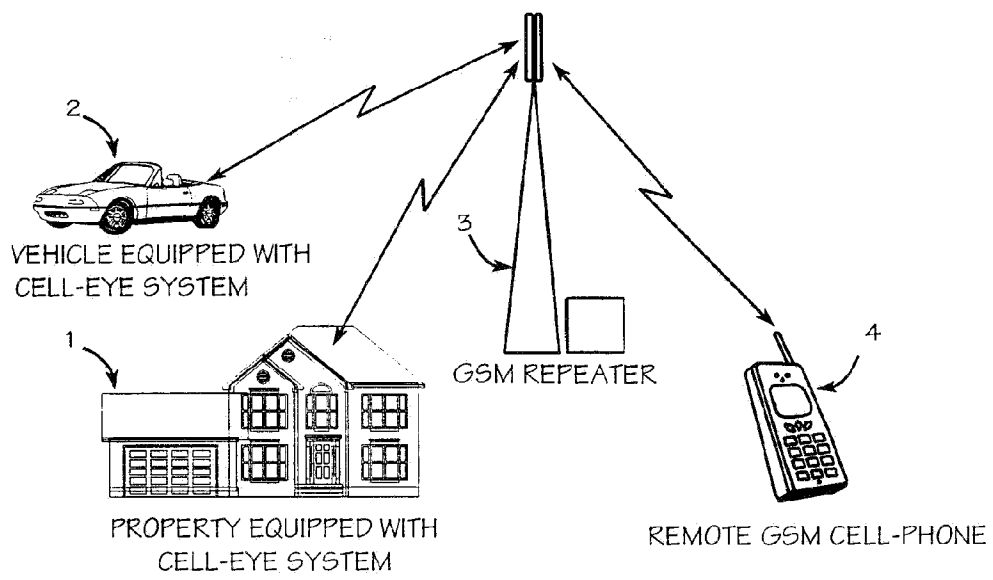 2
VEHICLE EQUIPPED WITH
CELL-EYE SYSTEM
3
1
GSM REPEATER
4
PROPERTY EQUIPPED WITH
CELL-EYE SYSTEM
REMOTE GSM CELL-PHONE